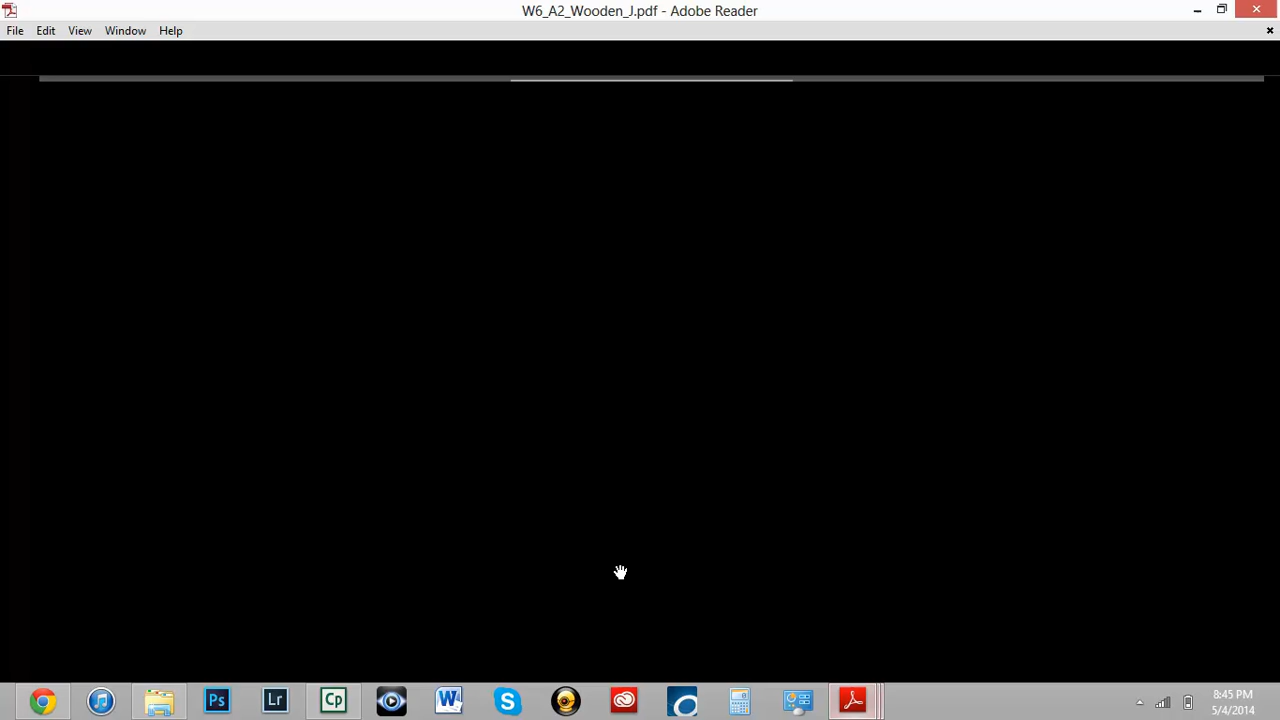 W6_A2_Wooden_J.pdf - Adobe Reader
File Edit View Window Help
Ps Lr Cp W S
8:45 PM
5/4/2014